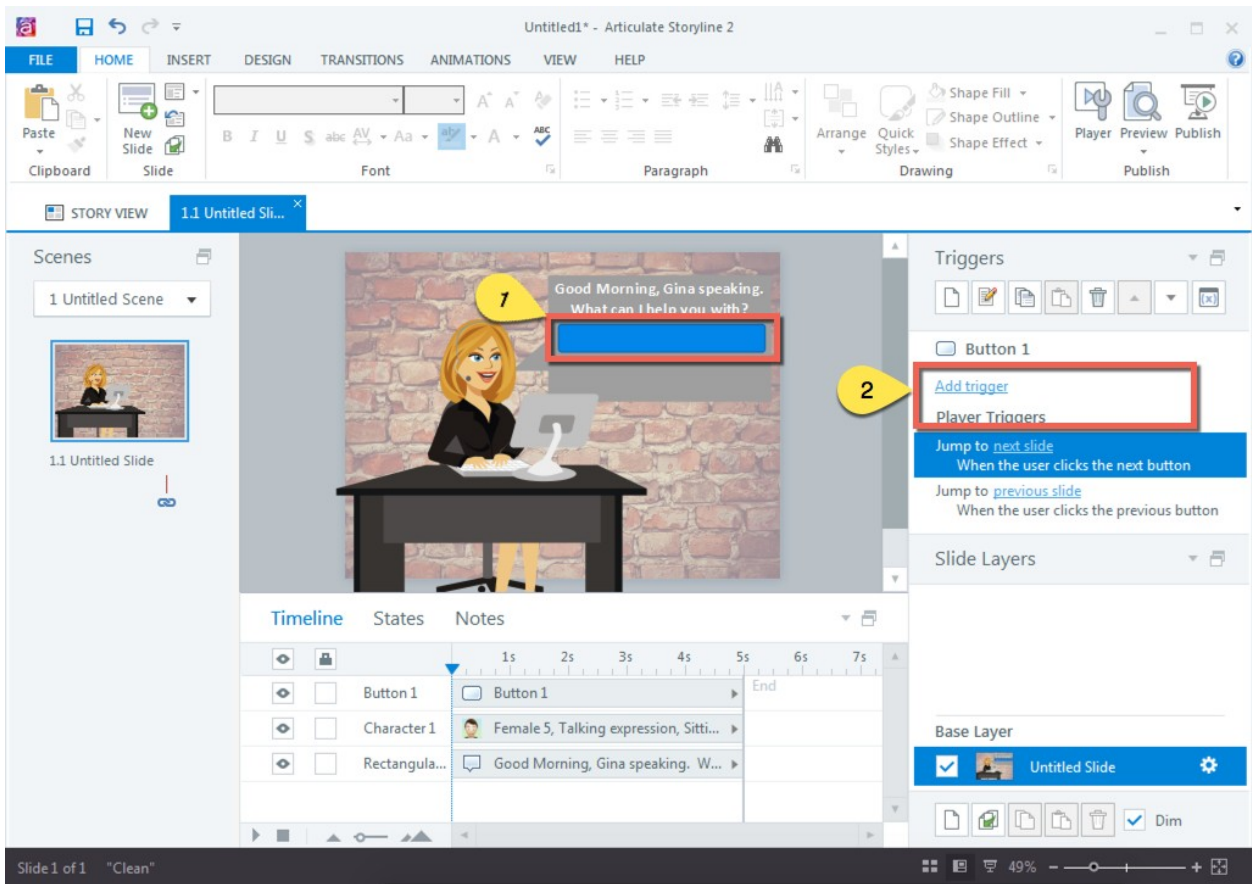 Untitled1* - Articulate Storyline 2
FILE HOME INSERT DESIGN TRANSITIONS ANIMATIONS VIEW HELP
Paste
New Slide
Arrange
Quick Styles
Shape Fill
Shape Outline
Shape Effect
Player Preview Publish
B I U S abc AV Aa aby A ABC
Clipboard Slide Font Paragraph Drawing Publish
STORY VIEW 1.1 Untitled Sli...
Scenes
1 Untitled Scene
1.1 Untitled Slide
1
Good Morning, Gina speaking.
What can I help you with?
2
Triggers
Button 1
Add trigger
Player Triggers
Jump to next slide
When the user clicks the next button
Jump to previous slide
When the user clicks the previous button
Slide Layers
Base Layer
Untitled Slide
Dim
Timeline States Notes
1s 2s 3s 4s 5s 6s 7s
Button 1 Button 1 End
Character 1 Female 5, Talking expression, Sitti...
Rectangula... Good Morning, Gina speaking. W...
Slide 1 of 1 "Clean" 49%